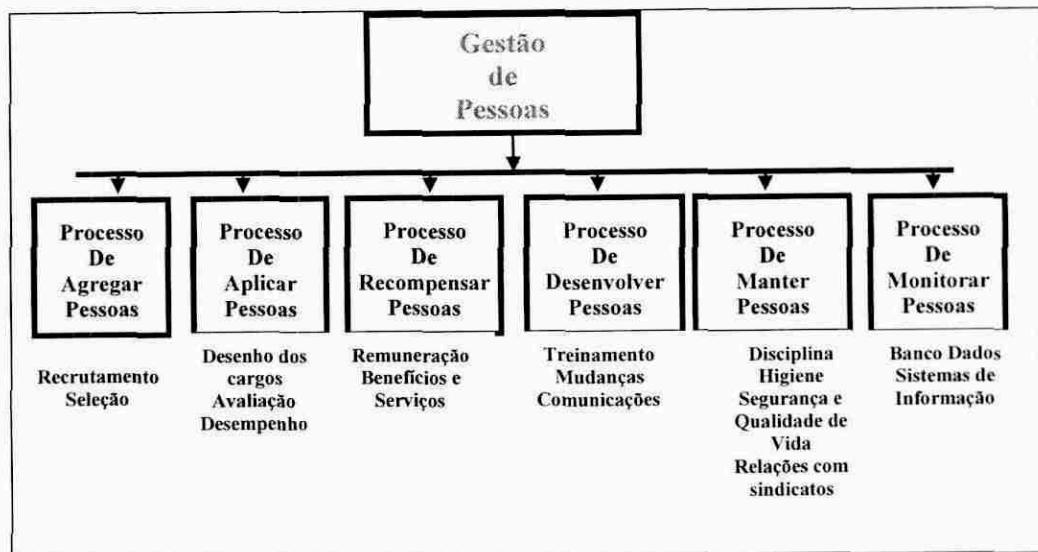 Gestão
de
Pessoas
Processo
De
Agregar
Pessoas
Processo
De
Aplicar
Pessoas
Processo
De
Recompensar
Pessoas
Processo
De
Desenvolver
Pessoas
Processo
De
Manter
Pessoas
Processo
De
Monitorar
Pessoas
Recrutamento
Seleção
Desenho dos
cargos
Avaliação
Desempenho
Remuneração
Benefícios e
Serviços
Treinamento
Mudanças
Comunicações
Disciplina
Higiene
Segurança e
Qualidade de
Vida
Relações com
sindicatos
Banco Dados
Sistemas de
Informação